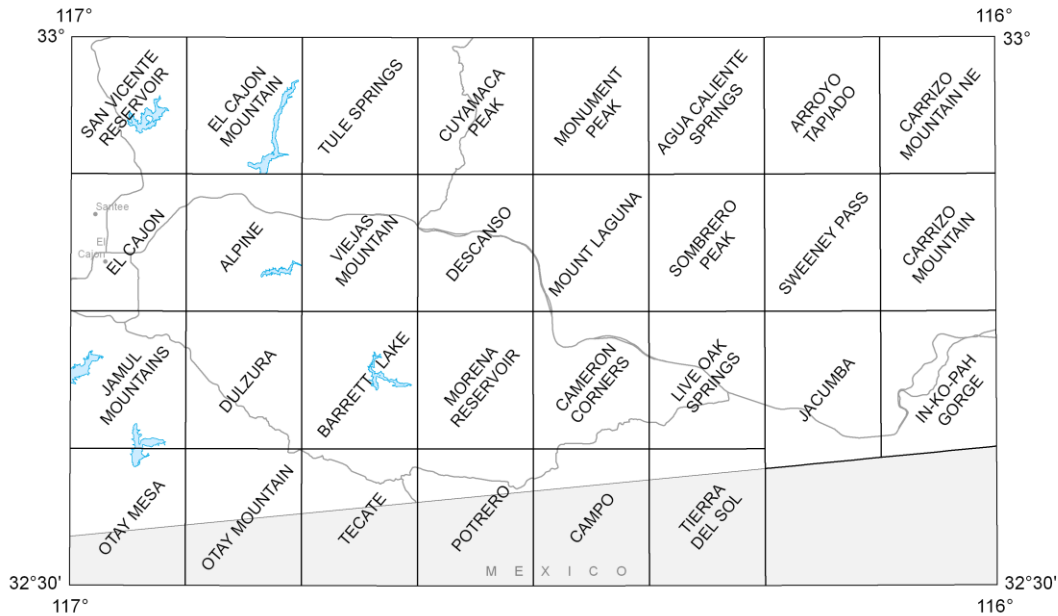 117°
116°
33°
33°
SAN VICENTE
RESERVOIR
EL CAJON
MOUNTAIN
TULE SPRINGS
CUYAMACA
PEAK
MONUMENT
PEAK
AGUA CALIENTE
SPRINGS
ARROYO
TAPIADO
CARRIZO
MOUNTAIN NE
Santee
El
Cajon
EL CAJON
ALPINE
VIEJAS
MOUNTAIN
DESCANSO
MOUNT LAGUNA
SOMBRERO
PEAK
SWEENEY PASS
CARRIZO
MOUNTAIN
JAMUL
MOUNTAINS
DULZURA
BARRETT LAKE
MORENA
RESERVOIR
CAMERON
CORNERS
LIVE OAK
SPRINGS
JACUMBA
IN-KO-PAH
GORGE
OTAY MESA
OTAY MOUNTAIN
TECATE
POTRERO
CAMPO
TIERRA
DEL SOL
MEXICO
32°30'
32°30'
117°
116°